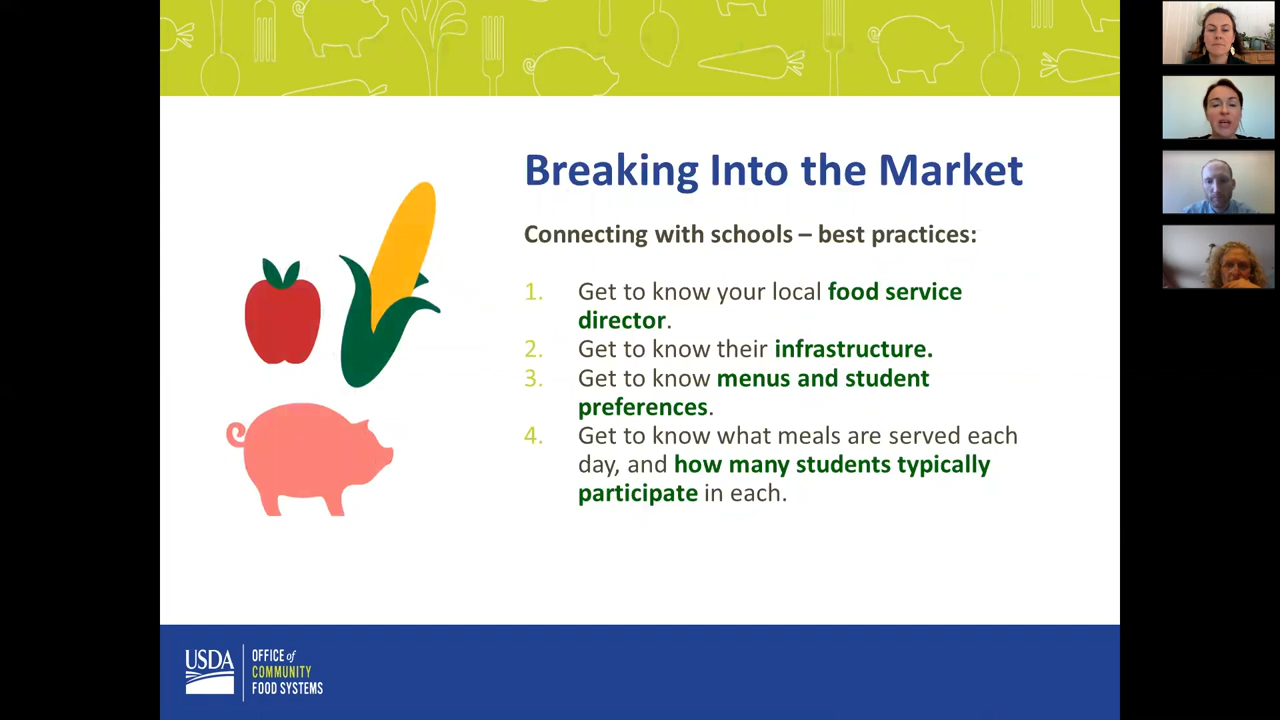 Breaking Into the Market
Connecting with schools – best practices:
1. Get to know your local food service
director.
2. Get to know their infrastructure.
3. Get to know menus and student
preferences.
4. Get to know what meals are served each
day, and how many students typically
participate in each.
USDA
OFFICE of
COMMUNITY
FOOD SYSTEMS